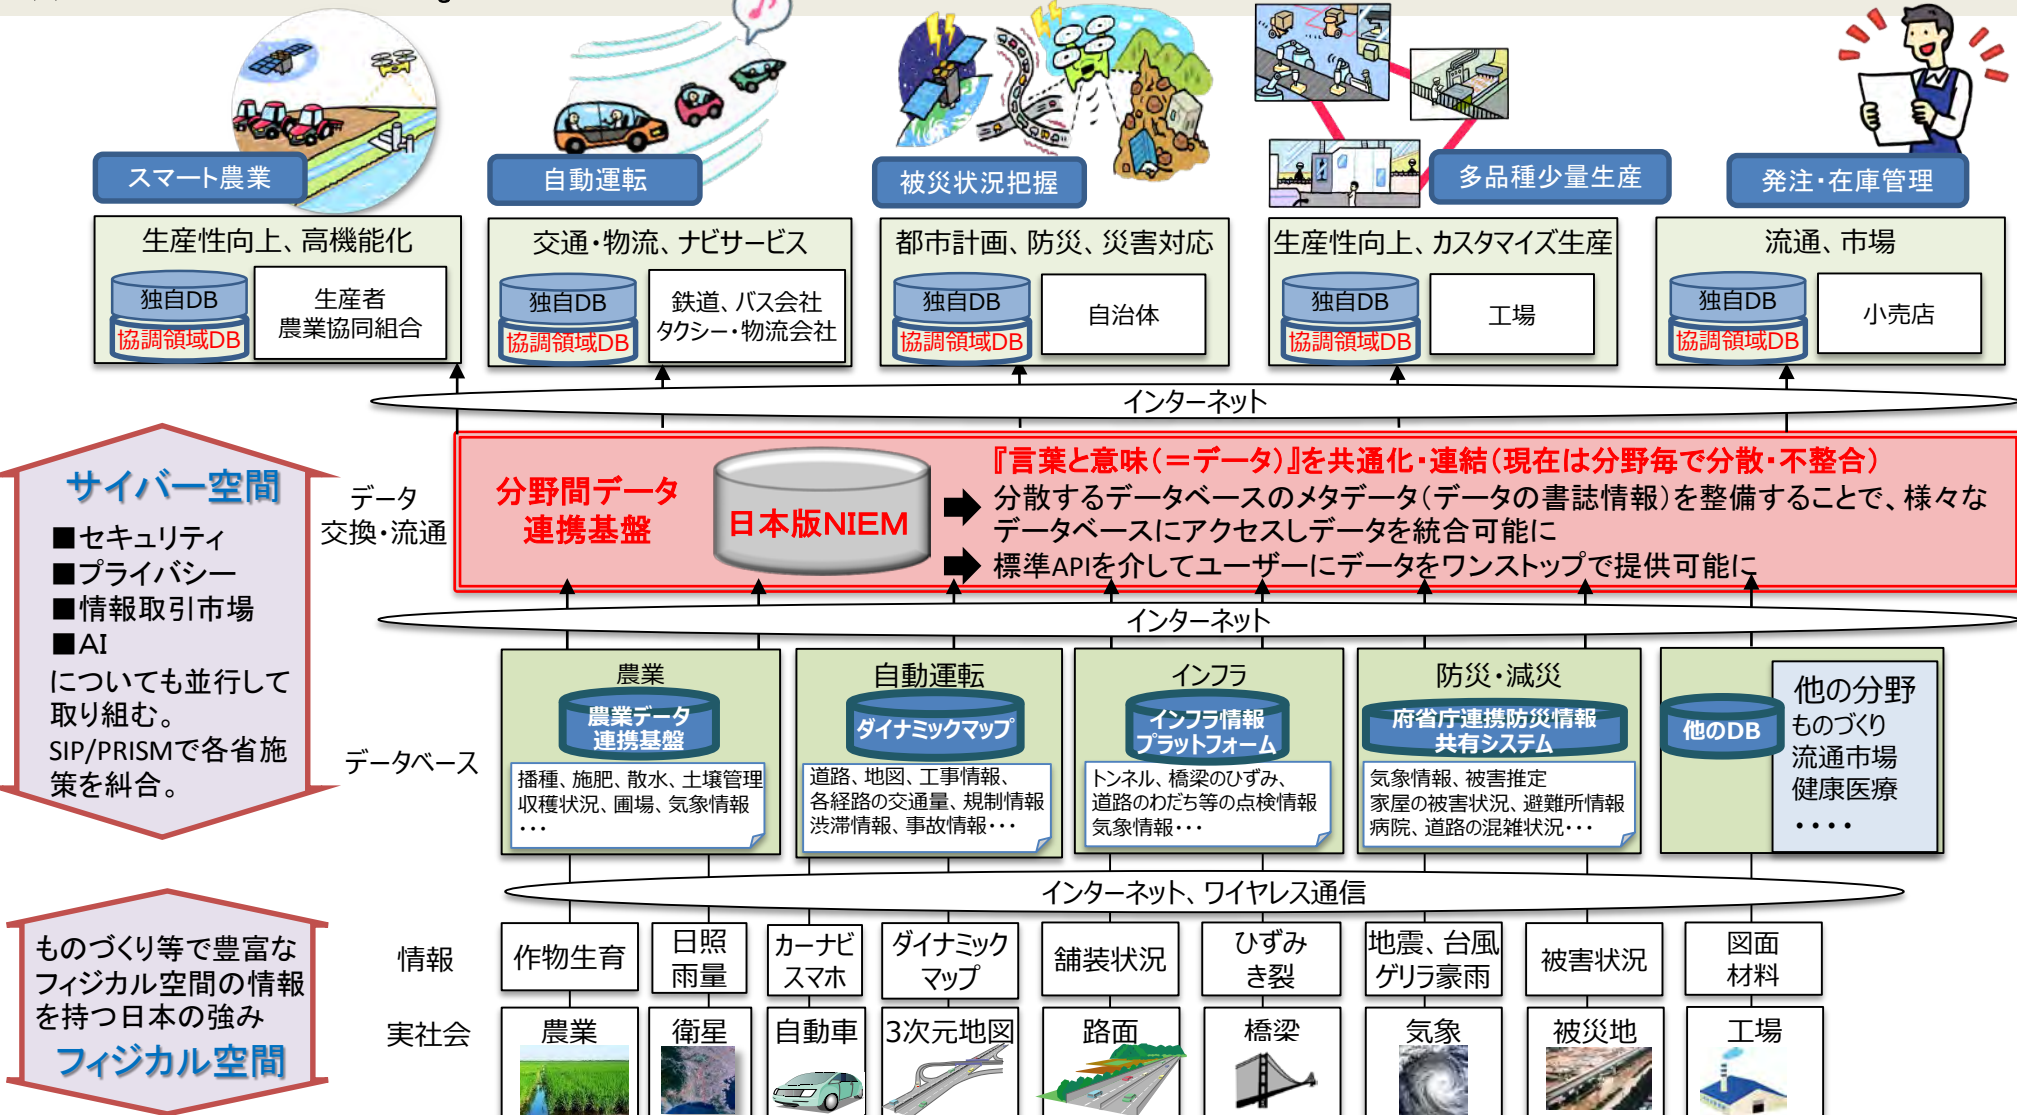 スマート農業
自動運転
被災状況把握
多品種少量生産
発注・在庫管理
生産性向上、高機能化
独自DB
協調領域DB
生産者
農業協同組合
交通・物流、ナビサービス
独自DB
協調領域DB
鉄道、バス会社
タクシー・物流会社
都市計画、防災、災害対応
独自DB
協調領域DB
自治体
生産性向上、カスタマイズ生産
独自DB
協調領域DB
工場
流通、市場
独自DB
協調領域DB
小売店
インターネット
サイバー空間
■セキュリティ
■プライバシー
■情報取引市場
■AI
についても並行して
取り組む。
SIP/PRISMで各省施
策を糾合。
データ
交換・流通
分野間データ
連携基盤
日本版NIEM
『言葉と意味(=データ)』を共通化・連結(現在は分野毎で分散・不整合)
分散するデータベースのメタデータ(データの書誌情報)を整備することで、様々な
データベースにアクセスしデータを統合可能に
標準APIを介してユーザーにデータをワンストップで提供可能に
インターネット
データベース
農業
農業データ
連携基盤
播種、施肥、散水、土壌管理
収穫状況、圃場、気象情報
・・・
自動運転
ダイナミックマップ
道路、地図、工事情報、
各経路の交通量、規制情報
渋滞情報、事故情報・・・
インフラ
インフラ情報
プラットフォーム
トンネル、橋梁のひずみ、
道路のわだち等の点検情報
気象情報・・・
防災・減災
府省庁連携防災情報
共有システム
気象情報、被害推定
家屋の被害状況、避難所情報
病院、道路の混雑状況・・・
他のDB
他の分野
ものづくり
流通市場
健康医療
・・・・
インターネット、ワイヤレス通信
ものづくり等で豊富な
フィジカル空間の情報
を持つ日本の強み
フィジカル空間
情報
作物生育
日照
雨量
カーナビ
スマホ
ダイナミック
マップ
舗装状況
ひずみ
き裂
地震、台風
ゲリラ豪雨
被害状況
図面
材料
実社会
農業
衛星
自動車
3次元地図
路面
橋梁
気象
被災地
工場